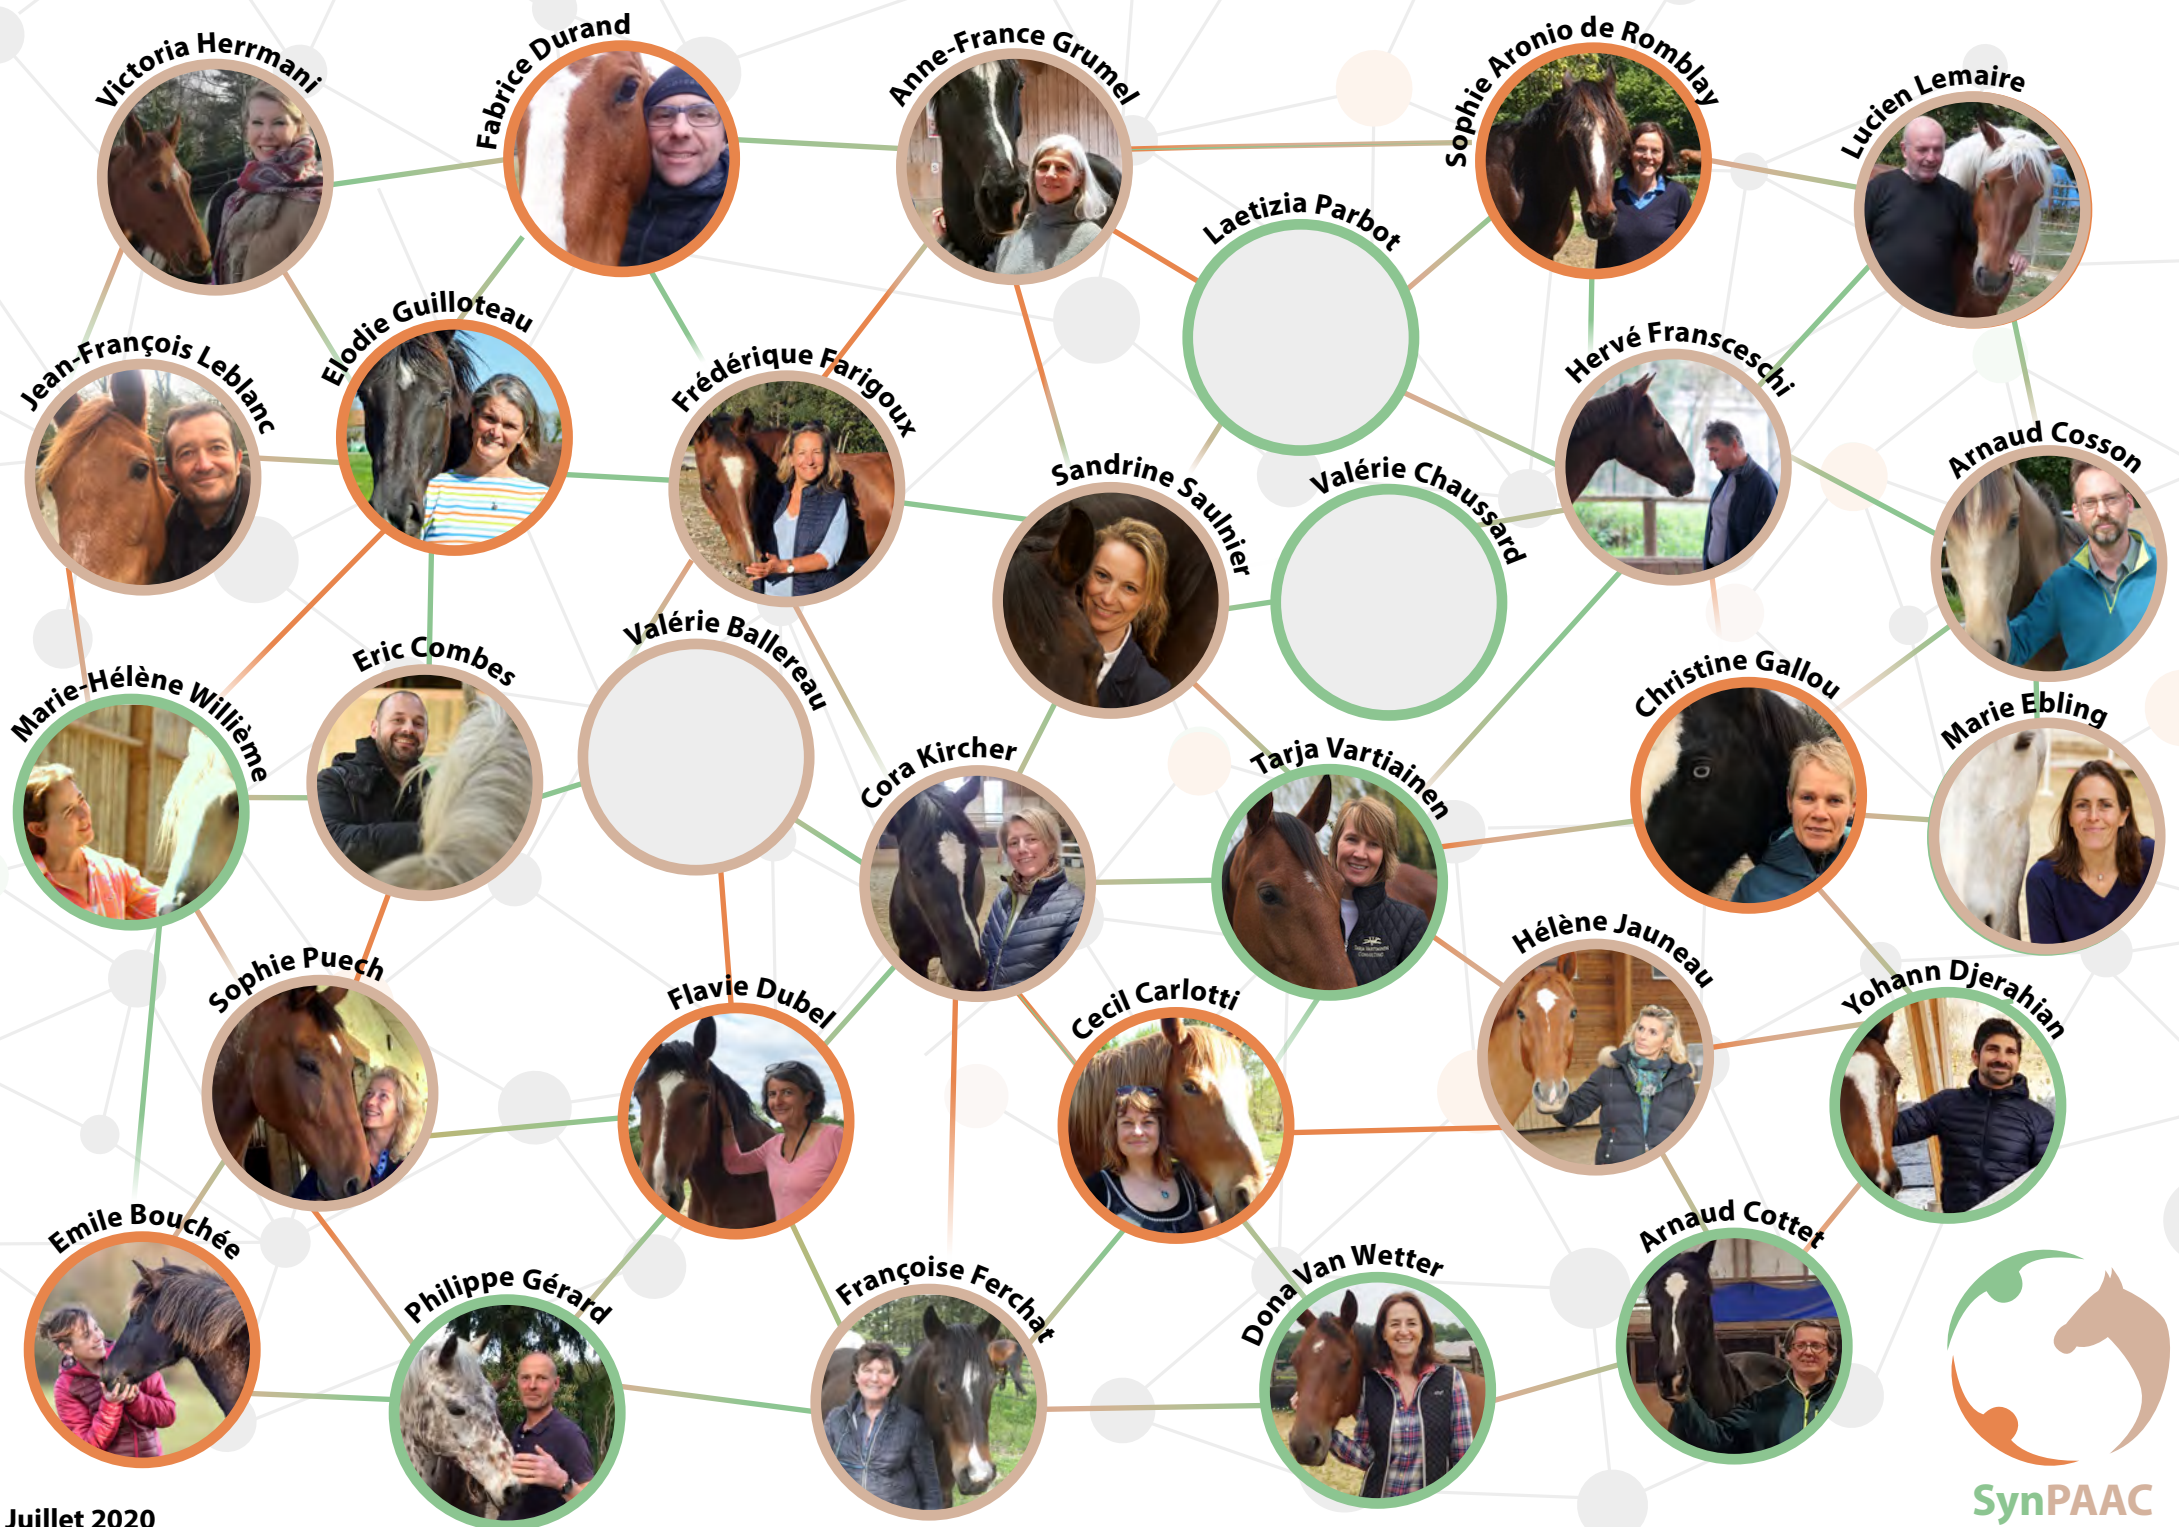 Victoria Herrmani
Fabrice Durand
Anne-France Grumel
Sophie Aronio de Romblay
Lucien Lemaire
Laetizia Parbot
Jean-François Leblanc
Elodie Guilloteau
Frédérique Farigoux
Hervé Fransceschi
Sandrine Saulnier
Valérie Chaussard
Arnaud Cosson
Marie-Hélène Willième
Eric Combes
Valérie Ballereau
Cora Kircher
Tarja Vartiainen
Christine Gallou
Marie Ebling
Sophie Puech
Flavie Dubel
Cecil Carlotti
Hélène Jauneau
Yohann Djerahian
Emile Bouchée
Philippe Gérard
Françoise Ferchat
Dona Van Wetter
Arnaud Cottet
SynPAAC
Juillet 2020